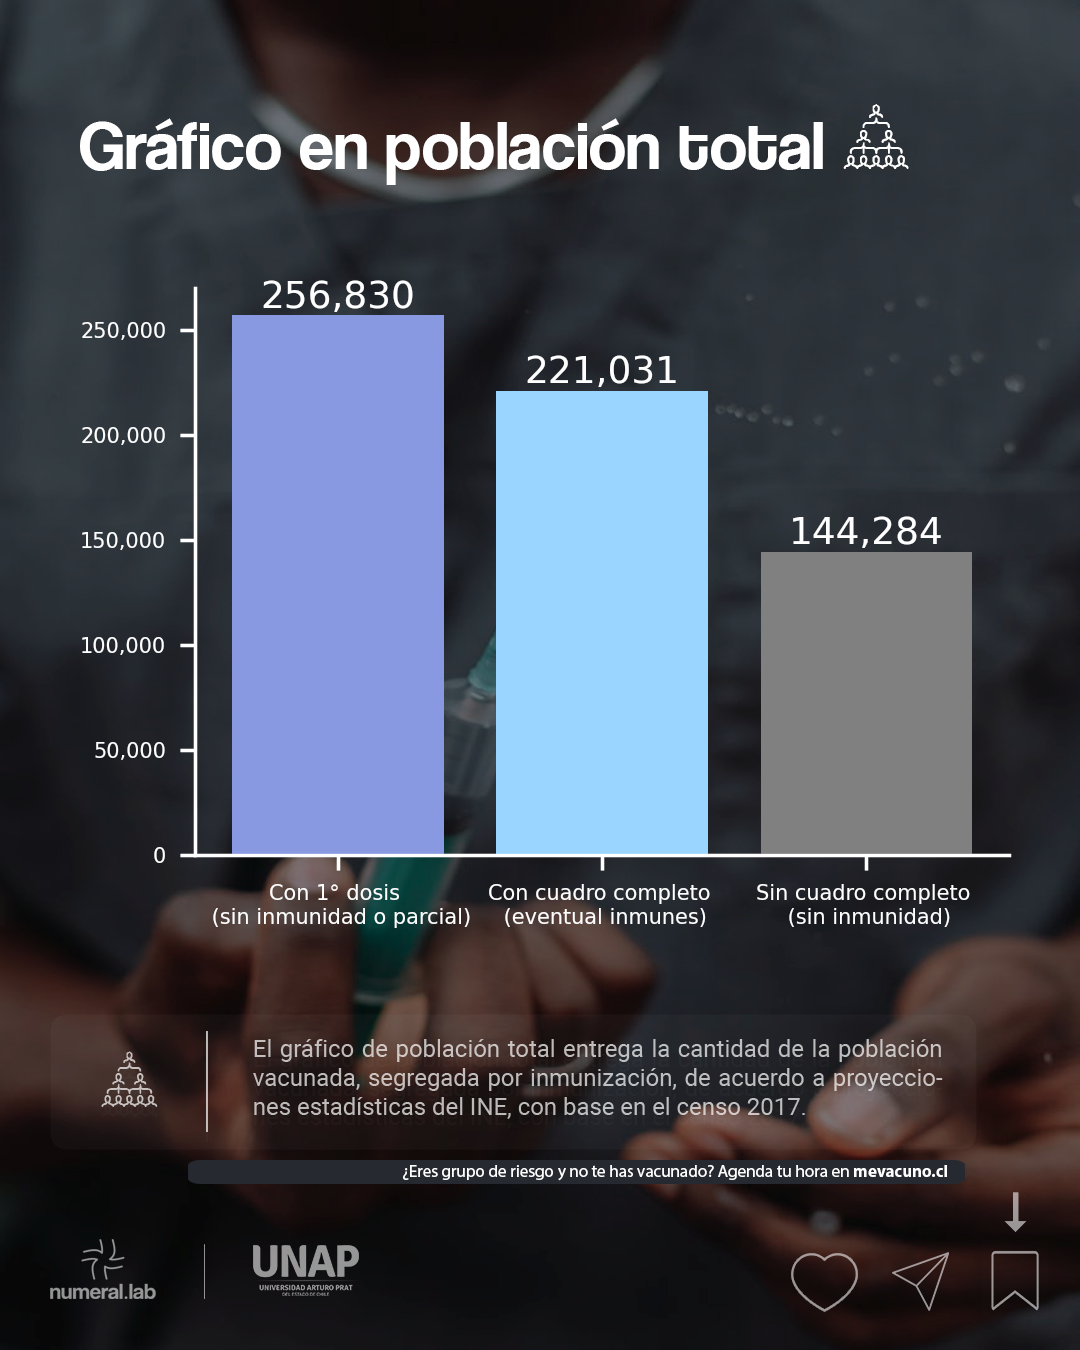 Gráfico en población total
256,830
221,031
144,284
250,000
200,000
150,000
100,000
50,000
0
Con 1° dosis
(sin inmunidad o parcial)
Con cuadro completo
(eventual inmunes)
Sin cuadro completo
(sin inmunidad)
El gráfico de población total entrega la cantidad de la población
vacunada, segregada por inmunización, de acuerdo a proyeccio-
nes estadísticas del INE, con base en el censo 2017.
¿Eres grupo de riesgo y no te has vacunado? Agenda tu hora en mevacuno.cl
numeral.lab
UNAP
UNIVERSIDAD ARTURO PRAT
DEL ESTADO DE CHILE